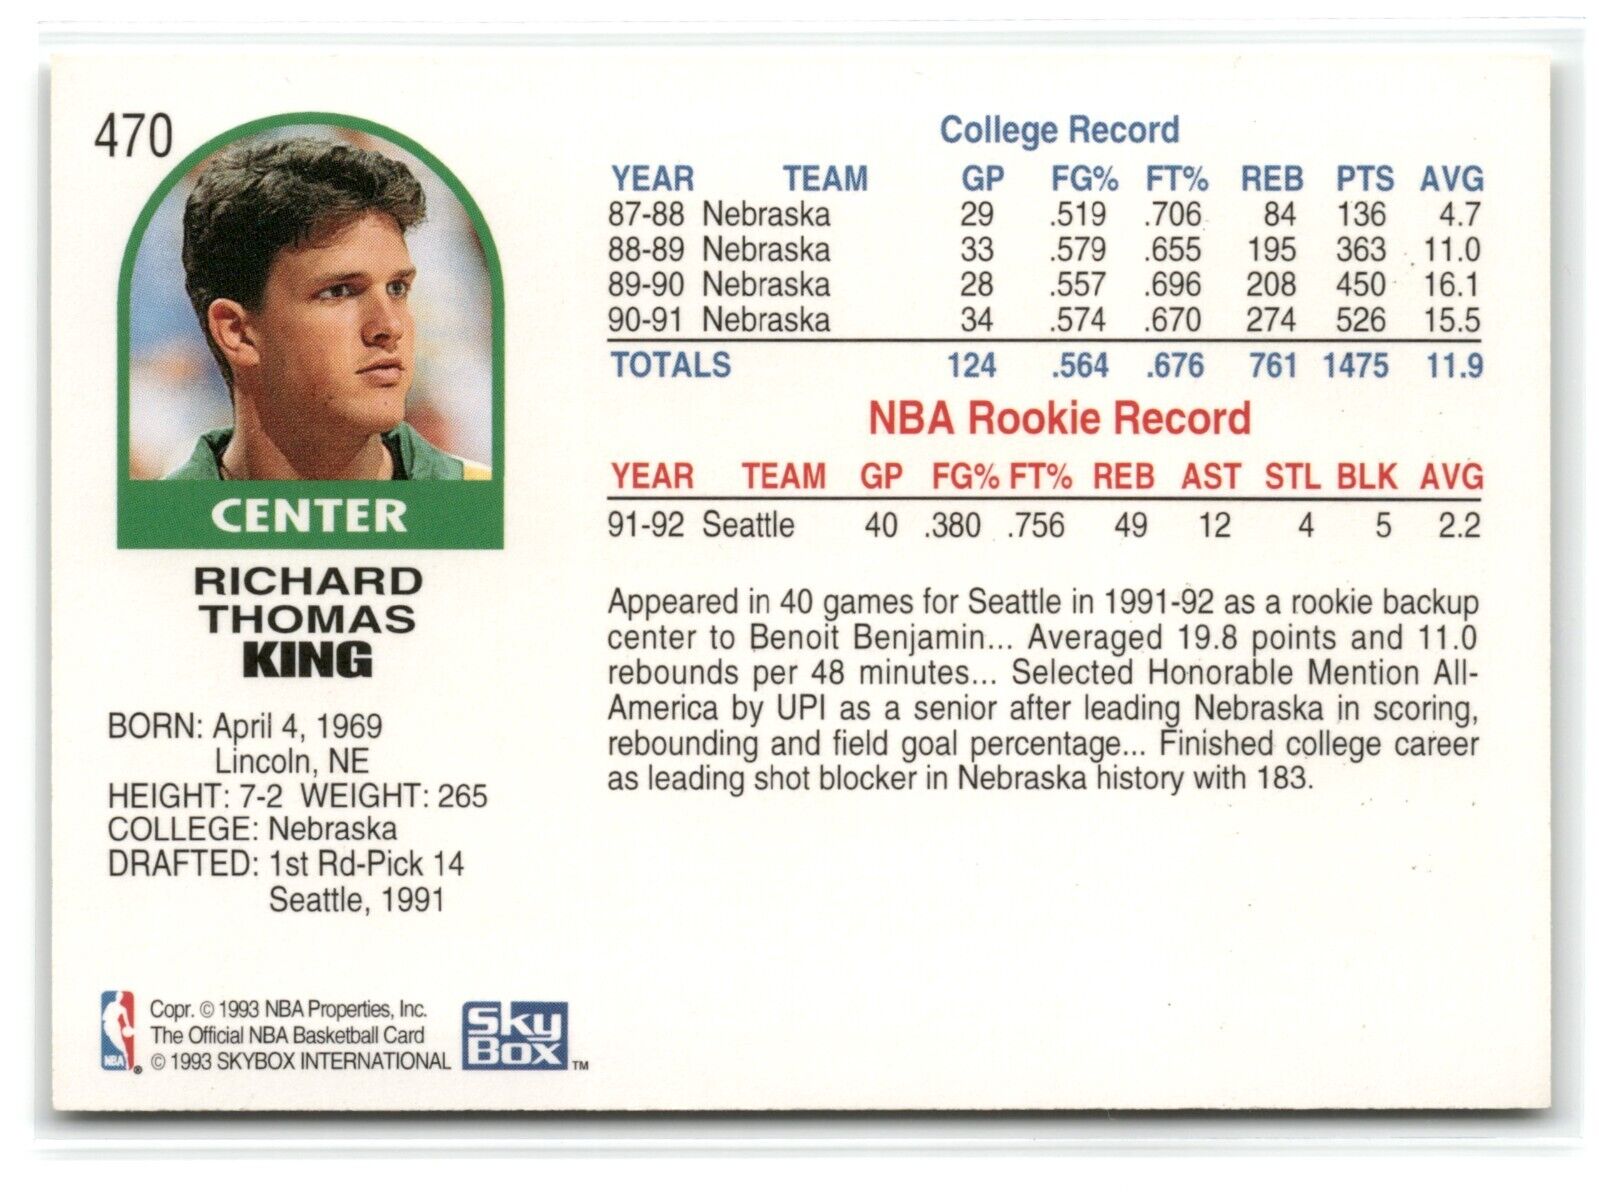 470
CENTER
RICHARD
THOMAS
KING
BORN: April 4, 1969
Lincoln, NE
HEIGHT: 7-2 WEIGHT: 265
COLLEGE: Nebraska
DRAFTED: 1st Rd-Pick 14
Seattle, 1991
College Record
YEAR TEAM GP FG% FT% REB PTS AVG
87-88 Nebraska 29 .519 .706 84 136 4.7
88-89 Nebraska 33 .579 .655 195 363 11.0
89-90 Nebraska 28 .557 .696 208 450 16.1
90-91 Nebraska 34 .574 .670 274 526 15.5
TOTALS 124 .564 .676 761 1475 11.9
NBA Rookie Record
YEAR TEAM GP FG% FT% REB AST STL BLK AVG
91-92 Seattle 40 .380 .756 49 12 4 5 2.2
Appeared in 40 games for Seattle in 1991-92 as a rookie backup
center to Benoit Benjamin... Averaged 19.8 points and 11.0
rebounds per 48 minutes... Selected Honorable Mention All-
America by UPI as a senior after leading Nebraska in scoring,
rebounding and field goal percentage... Finished college career
as leading shot blocker in Nebraska history with 183.
NBA ®
Copr. © 1993 NBA Properties, Inc.
The Official NBA Basketball Card
© 1993 SKYBOX INTERNATIONAL
Sky
Box ™